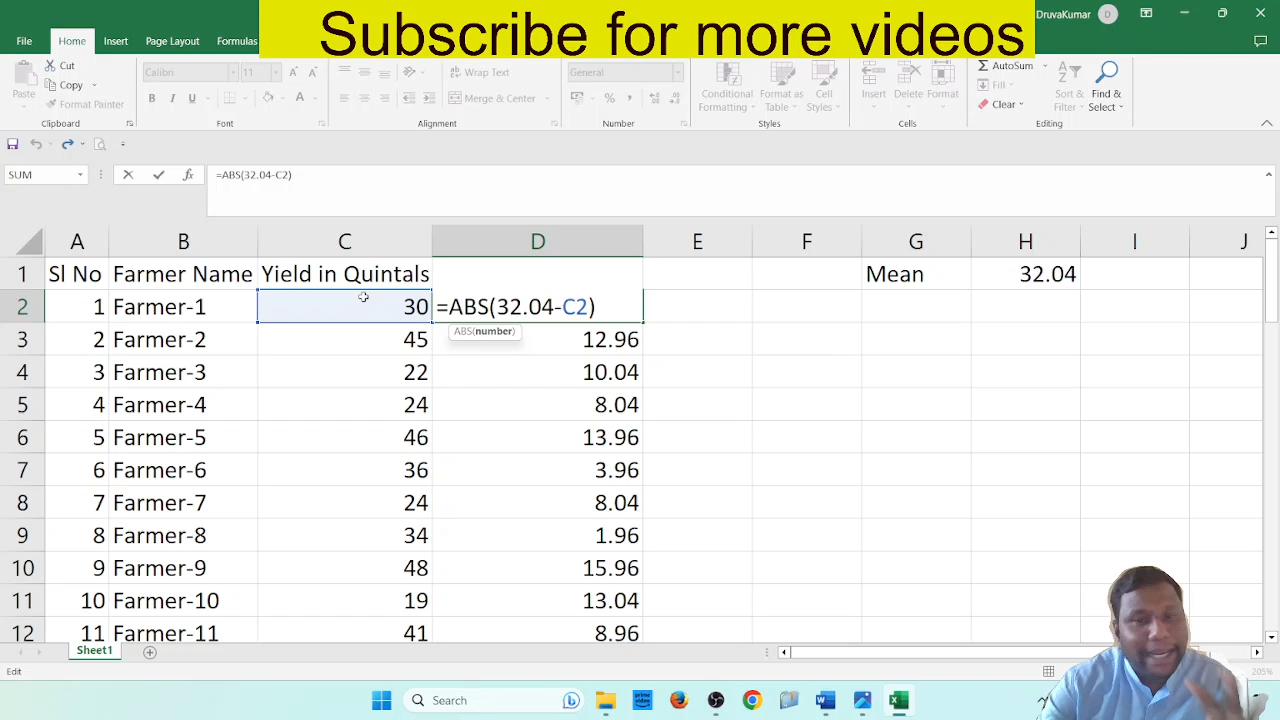 Subscribe for more videos
DruvaKumar D
File Home Insert Page Layout Formulas
Cut
Copy
Format Painter
Paste
Clipboard
Calibri
A A
B I U A
Font
Wrap Text
Merge & Center
Alignment
General
% ,
Number
Conditional Formatting
Format as Table
Cell Styles
Styles
Insert Delete Format
Cells
AutoSum
Fill
Clear
Sort & Filter
Find & Select
Editing
SUM fx =ABS(32.04-C2)
A B C D E F G H I J
1 Sl No Farmer Name Yield in Quintals Mean 32.04
2 1 Farmer-1 30 =ABS(32.04-C2)
ABS(number)
3 2 Farmer-2 45 12.96
4 3 Farmer-3 22 10.04
5 4 Farmer-4 24 8.04
6 5 Farmer-5 46 13.96
7 6 Farmer-6 36 3.96
8 7 Farmer-7 24 8.04
9 8 Farmer-8 34 1.96
10 9 Farmer-9 48 15.96
11 10 Farmer-10 19 13.04
12 11 Farmer-11 41 8.96
Sheet1
Edit 205%
Search